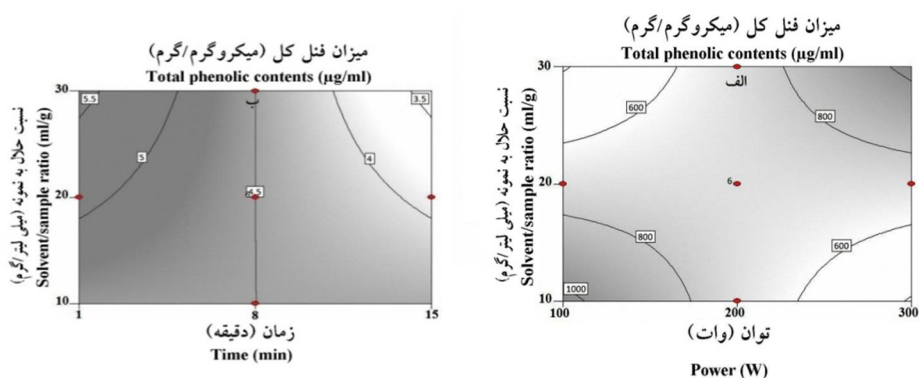 میزان فنل کل (میکروگرم/گرم)
Total phenolic contents (µg/ml)
نسبت حلال به نمونه (میلی لیتر/گرم)
Solvent/sample ratio (ml/g)
30
20
10
5.5
5
ب
4.5
4
3.5
1
8
15
زمان (دقیقه)
Time (min)
میزان فنل کل (میکروگرم/گرم)
Total phenolic contents (µg/ml)
نسبت حلال به نمونه (میلی لیتر/گرم)
Solvent/sample ratio (ml/g)
30
20
10
الف
600
800
6
800
600
1000
100
200
300
توان (وات)
Power (W)